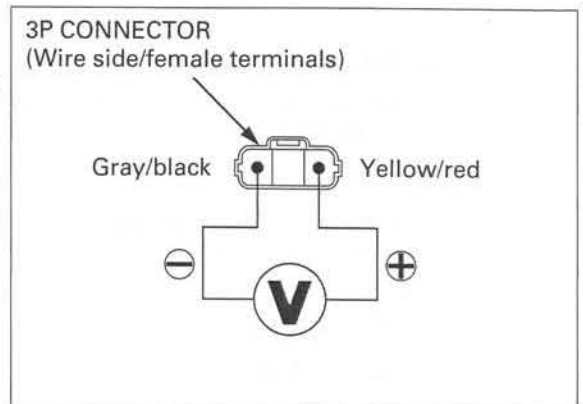 3P CONNECTOR
(Wire side/female terminals)
Gray/black Yellow/red
⊖ ⊕
V